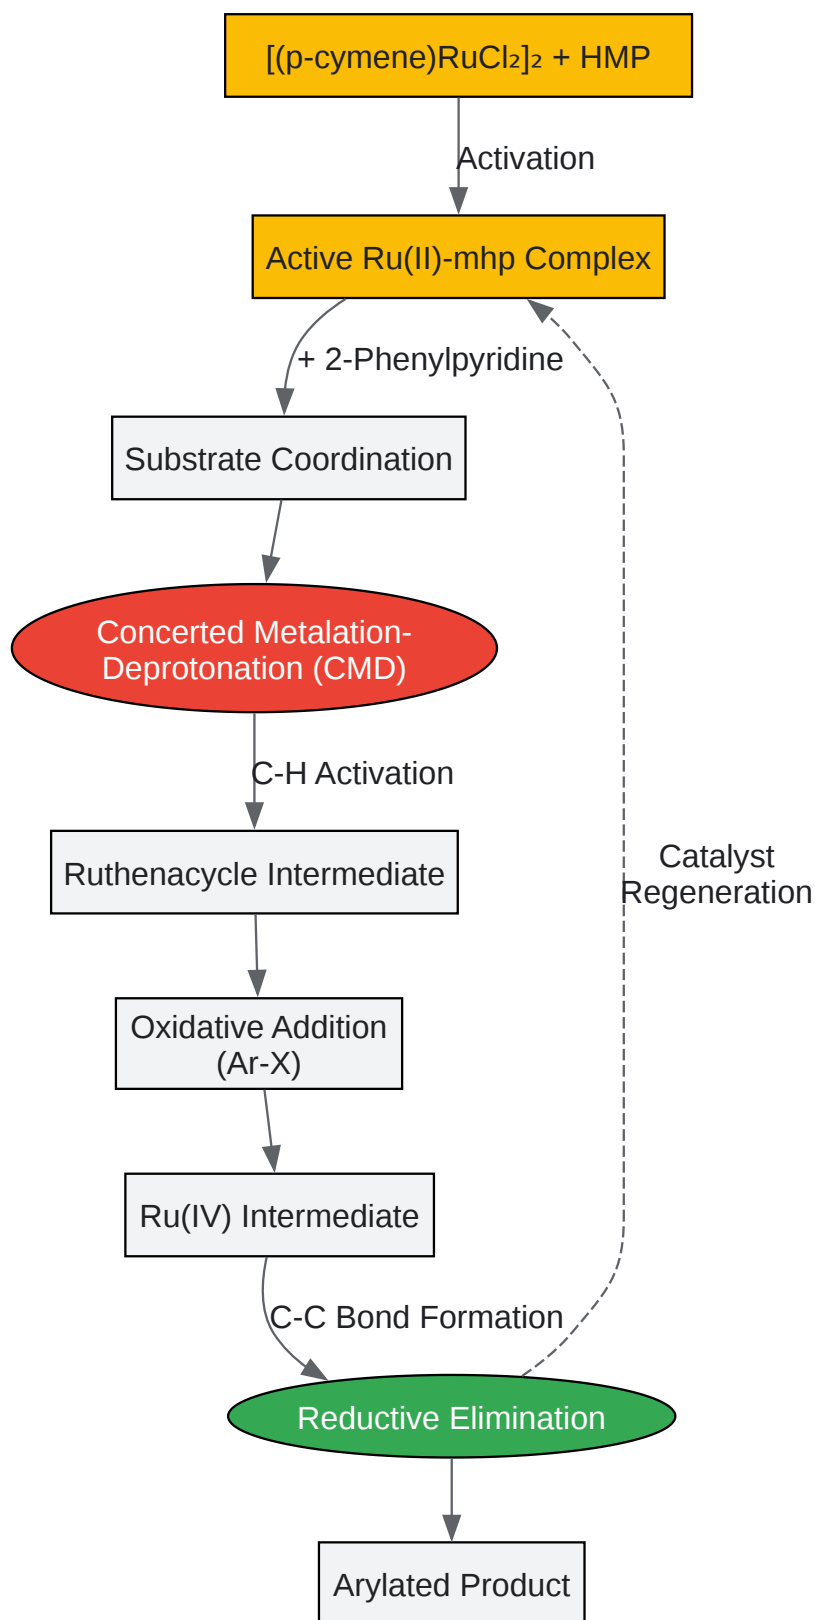 [(p-cymene)RuCl₂]₂ + HMP
Activation
Active Ru(II)-mhp Complex
+ 2-Phenylpyridine
Substrate Coordination
Concerted Metalation-
Deprotonation (CMD)
C-H Activation
Ruthenacycle Intermediate
Catalyst
Regeneration
Oxidative Addition
(Ar-X)
Ru(IV) Intermediate
C-C Bond Formation
Reductive Elimination
Arylated Product